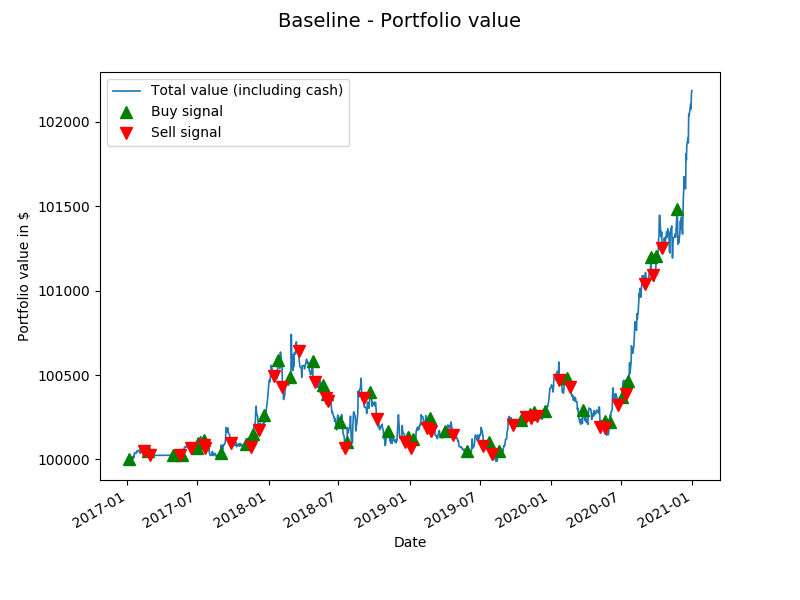 Baseline - Portfolio value
Total value (including cash)
Buy signal
Sell signal
Portfolio value in $
102000
101500
101000
100500
100000
2017-01
2017-07
2018-01
2018-07
2019-01
2019-07
2020-01
2020-07
2021-01
Date